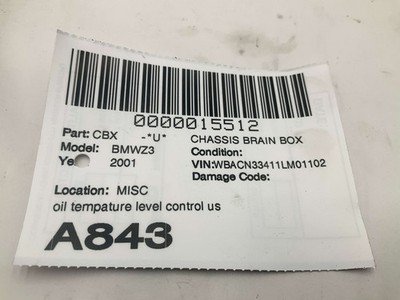 0000015512
Part: CBX -*U* CHASSIS BRAIN BOX
Model: BMWZ3 Condition:
Ye 2001 VIN:WBACN33411LM01102
Damage Code:
Location: MISC
oil tempature level control us
A843